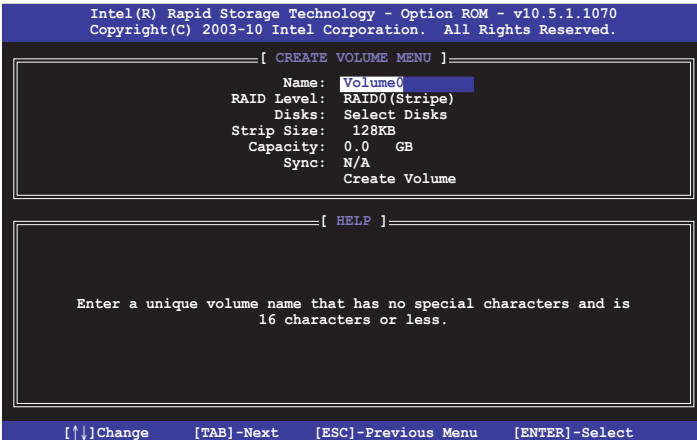 Intel(R) Rapid Storage Technology - Option ROM - v10.5.1.1070
Copyright(C) 2003-10 Intel Corporation.  All Rights Reserved.
[ CREATE VOLUME MENU ]
Name: Volume0
RAID Level: RAID0(Stripe)
Disks: Select Disks
Strip Size: 128KB
Capacity: 0.0 GB
Sync: N/A
Create Volume
[ HELP ]
Enter a unique volume name that has no special characters and is
16 characters or less.
[↑↓]Change [TAB]-Next [ESC]-Previous Menu [ENTER]-Select